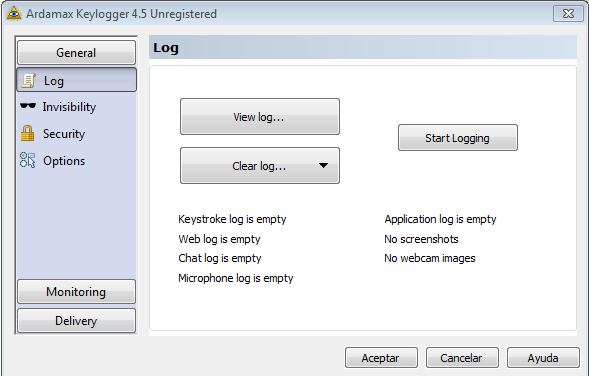 Ardamax Keylogger 4.5 Unregistered
General
Log
Invisibility
Security
Options
Monitoring
Delivery
Log
View log...
Clear log...
Start Logging
Keystroke log is empty
Web log is empty
Chat log is empty
Microphone log is empty
Application log is empty
No screenshots
No webcam images
Aceptar
Cancelar
Ayuda